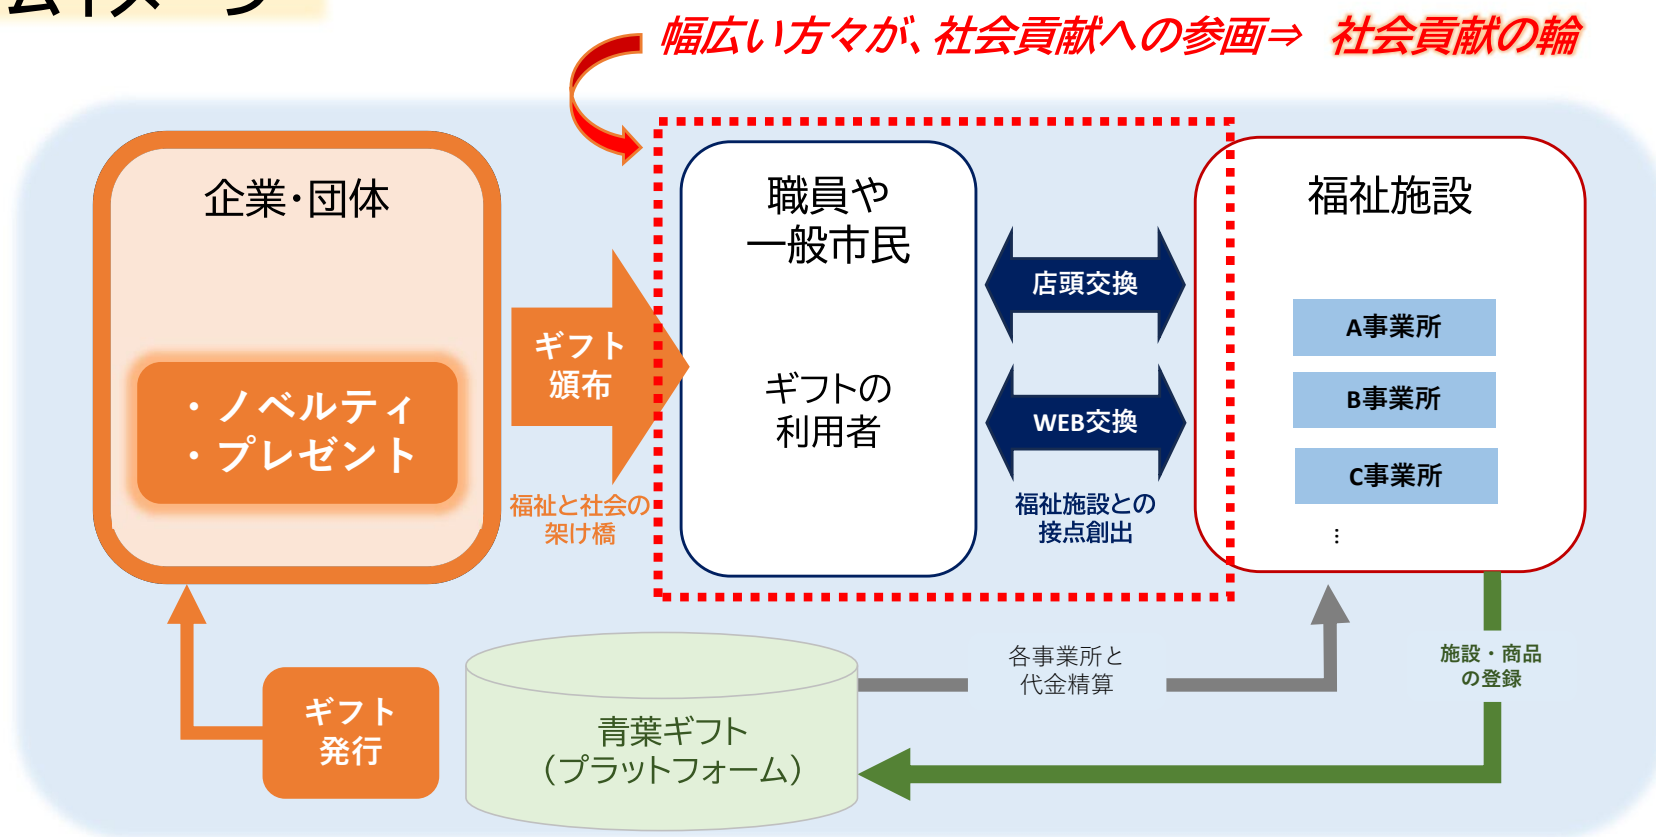 幅広い方々が、社会貢献への参画⇒ 社会貢献の輪
企業・団体
・ノベルティ
・プレゼント
ギフト
頒布
福祉と社会の
架け橋
職員や
一般市民
ギフトの
利用者
店頭交換
WEB交換
福祉施設との
接点創出
福祉施設
A事業所
B事業所
C事業所
…
ギフト
発行
青葉ギフト
（プラットフォーム）
各事業所と
代金精算
施設・商品
の登録